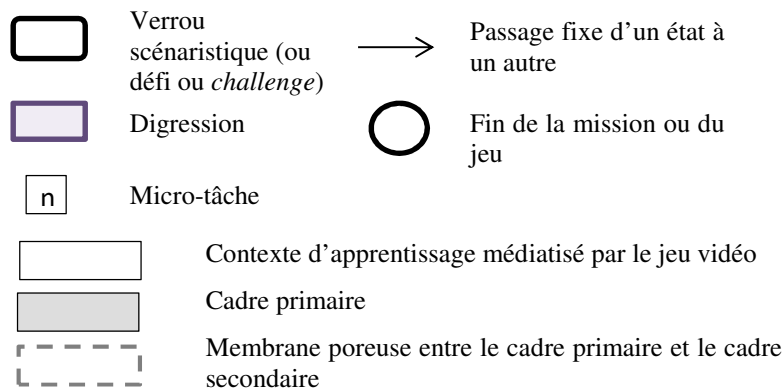 Verrou
scénaristique (ou
défi ou challenge)
Passage fixe d'un état à
un autre
Digression
Fin de la mission ou du
jeu
n
Micro-tâche
Contexte d'apprentissage médiatisé par le jeu vidéo
Cadre primaire
Membrane poreuse entre le cadre primaire et le cadre
secondaire